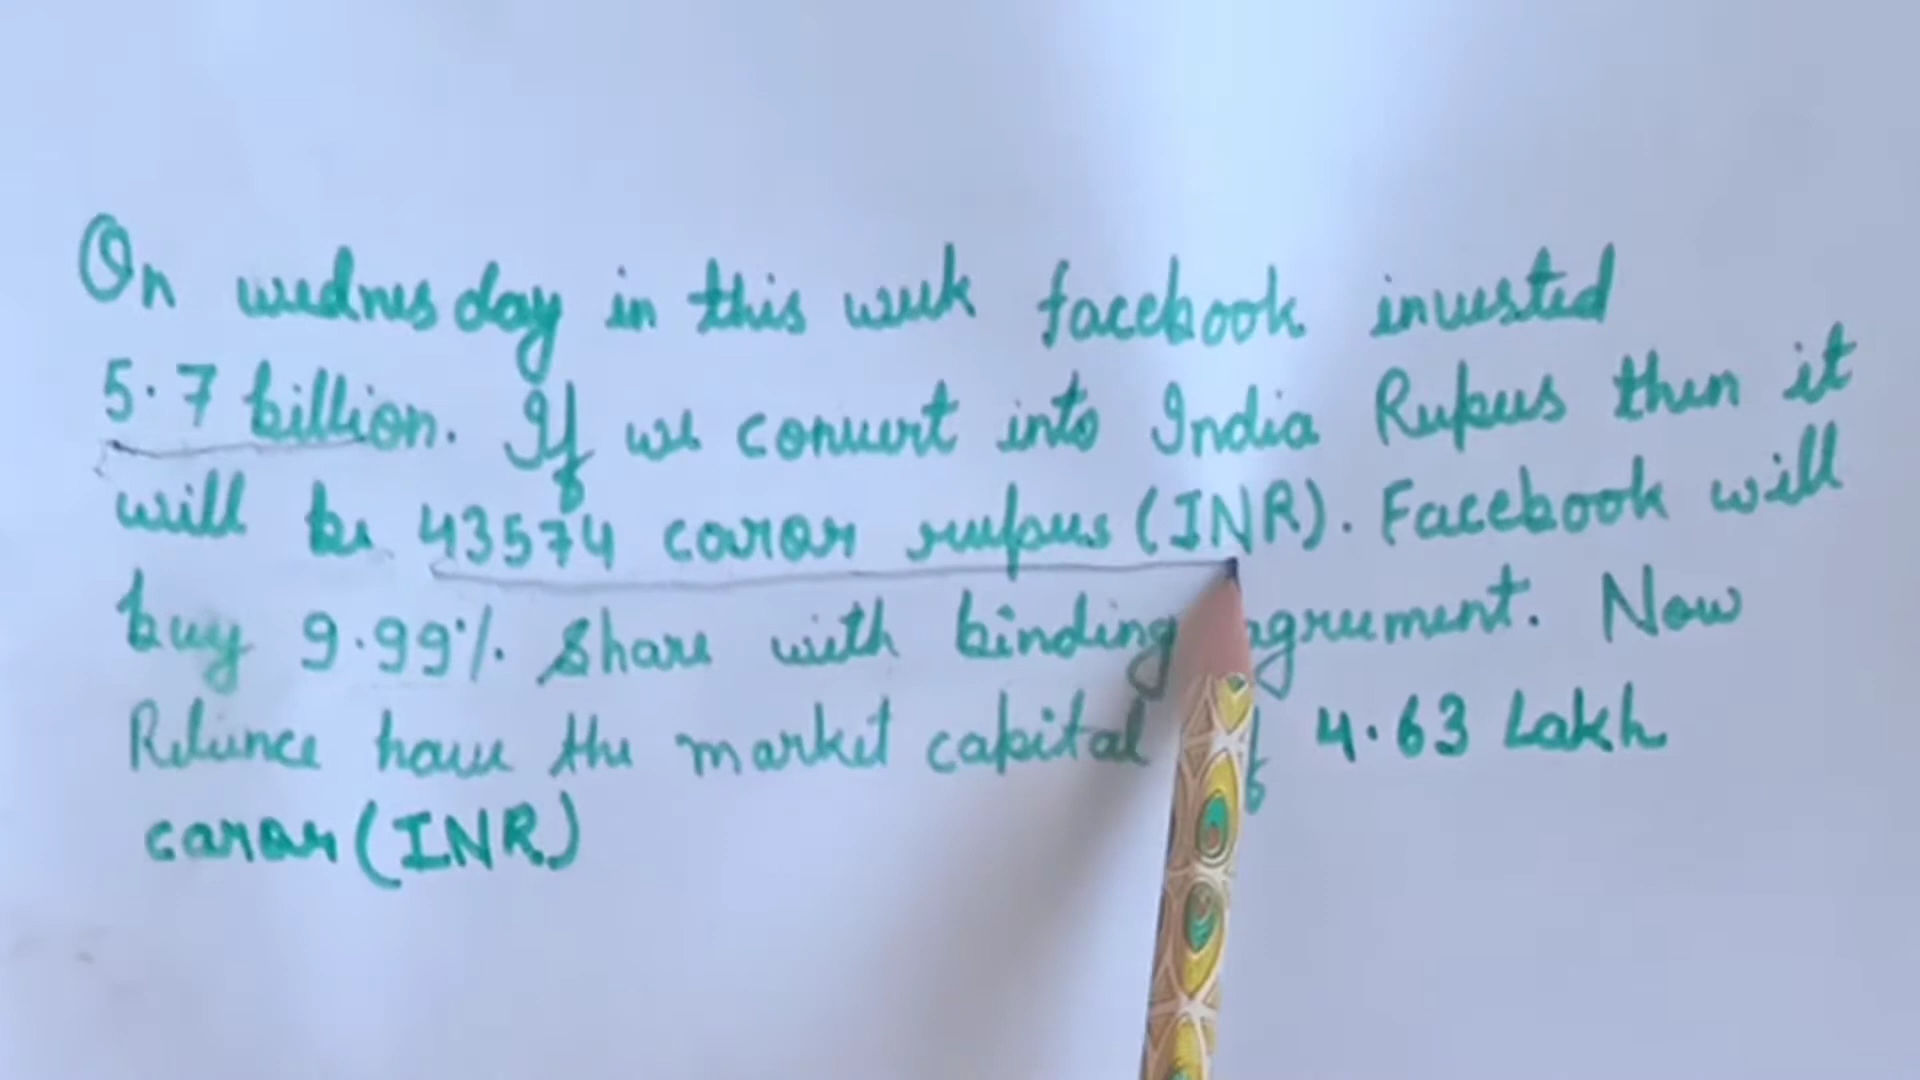 On wednesday in this week facebook invested
5.7 billion. If we convert into India Rupees then it
will be 43574 caror rupees (INR). Facebook will
buy 9.99% Share with binding agreement. Now
Relince have the market capital of 4.63 Lakh
caror (INR)